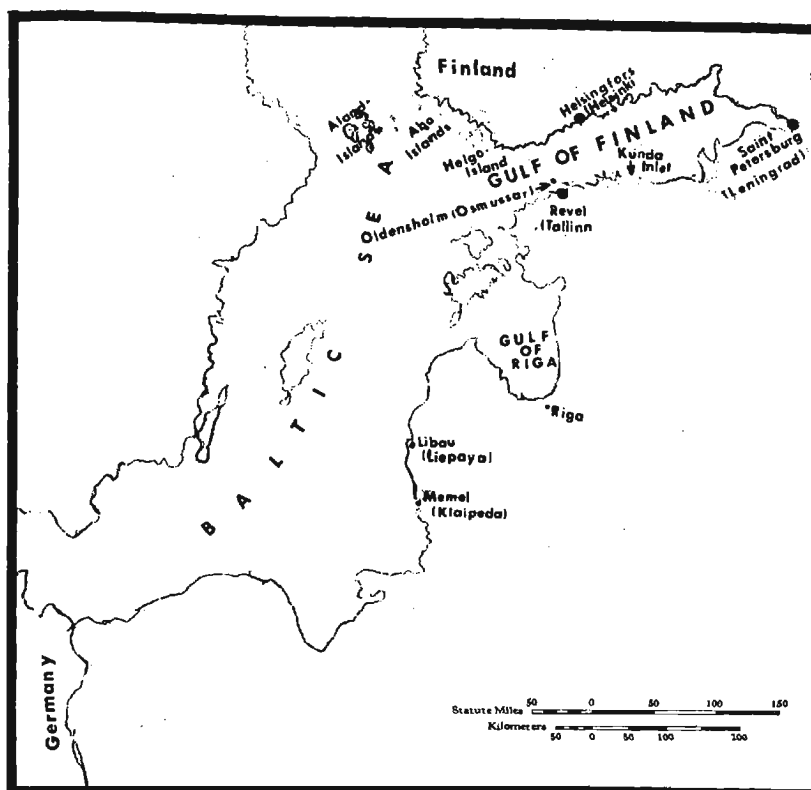 Finland
Aland-
Islands
Abo
Islands
Helsingfors
(Helsinki
Helgo-
Island
GULF OF FINLAND
Kunda
Inlet
Saint
Petersburg
(Leningrad)
Oldensholm (Osmussar)
Revel
(Tallinn
BALTIC SEA
GULF
OF
RIGA
Riga
Libau
(Liepaya)
Memel
(Klaipeda)
Germany
Statute Miles 50 0 50 100 150
Kilometers 50 0 50 100 200